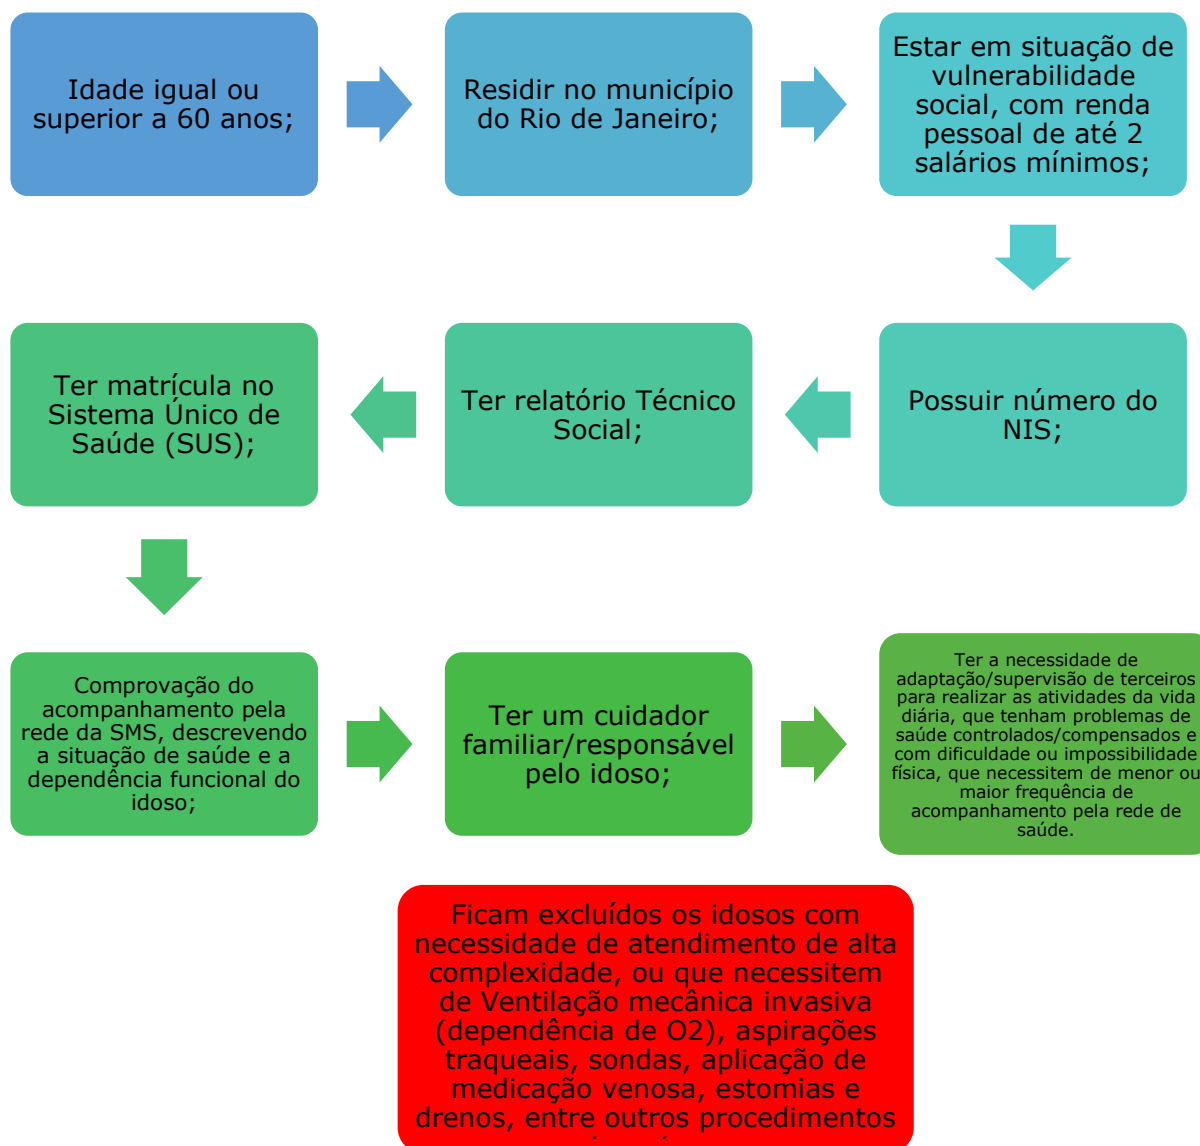 Idade igual ou
superior a 60 anos;
Residir no município
do Rio de Janeiro;
Estar em situação de
vulnerabilidade
social, com renda
pessoal de até 2
salários mínimos;
Possuir número do
NIS;
Ter relatório Técnico
Social;
Ter matrícula no
Sistema Único de
Saúde (SUS);
Comprovação do
acompanhamento pela
rede da SMS, descrevendo
a situação de saúde e a
dependência funcional do
idoso;
Ter um cuidador
familiar/responsável
pelo idoso;
Ter a necessidade de
adaptação/supervisão de terceiros
para realizar as atividades da vida
diária, que tenham problemas de
saúde controlados/compensados e
com dificuldade ou impossibilidade
física, que necessitem de menor ou
maior frequência de
acompanhamento pela rede de
saúde.
Ficam excluídos os idosos com
necessidade de atendimento de alta
complexidade, ou que necessitem
de Ventilação mecânica invasiva
(dependência de O2), aspirações
traqueais, sondas, aplicação de
medicação venosa, estomias e
drenos, entre outros procedimentos